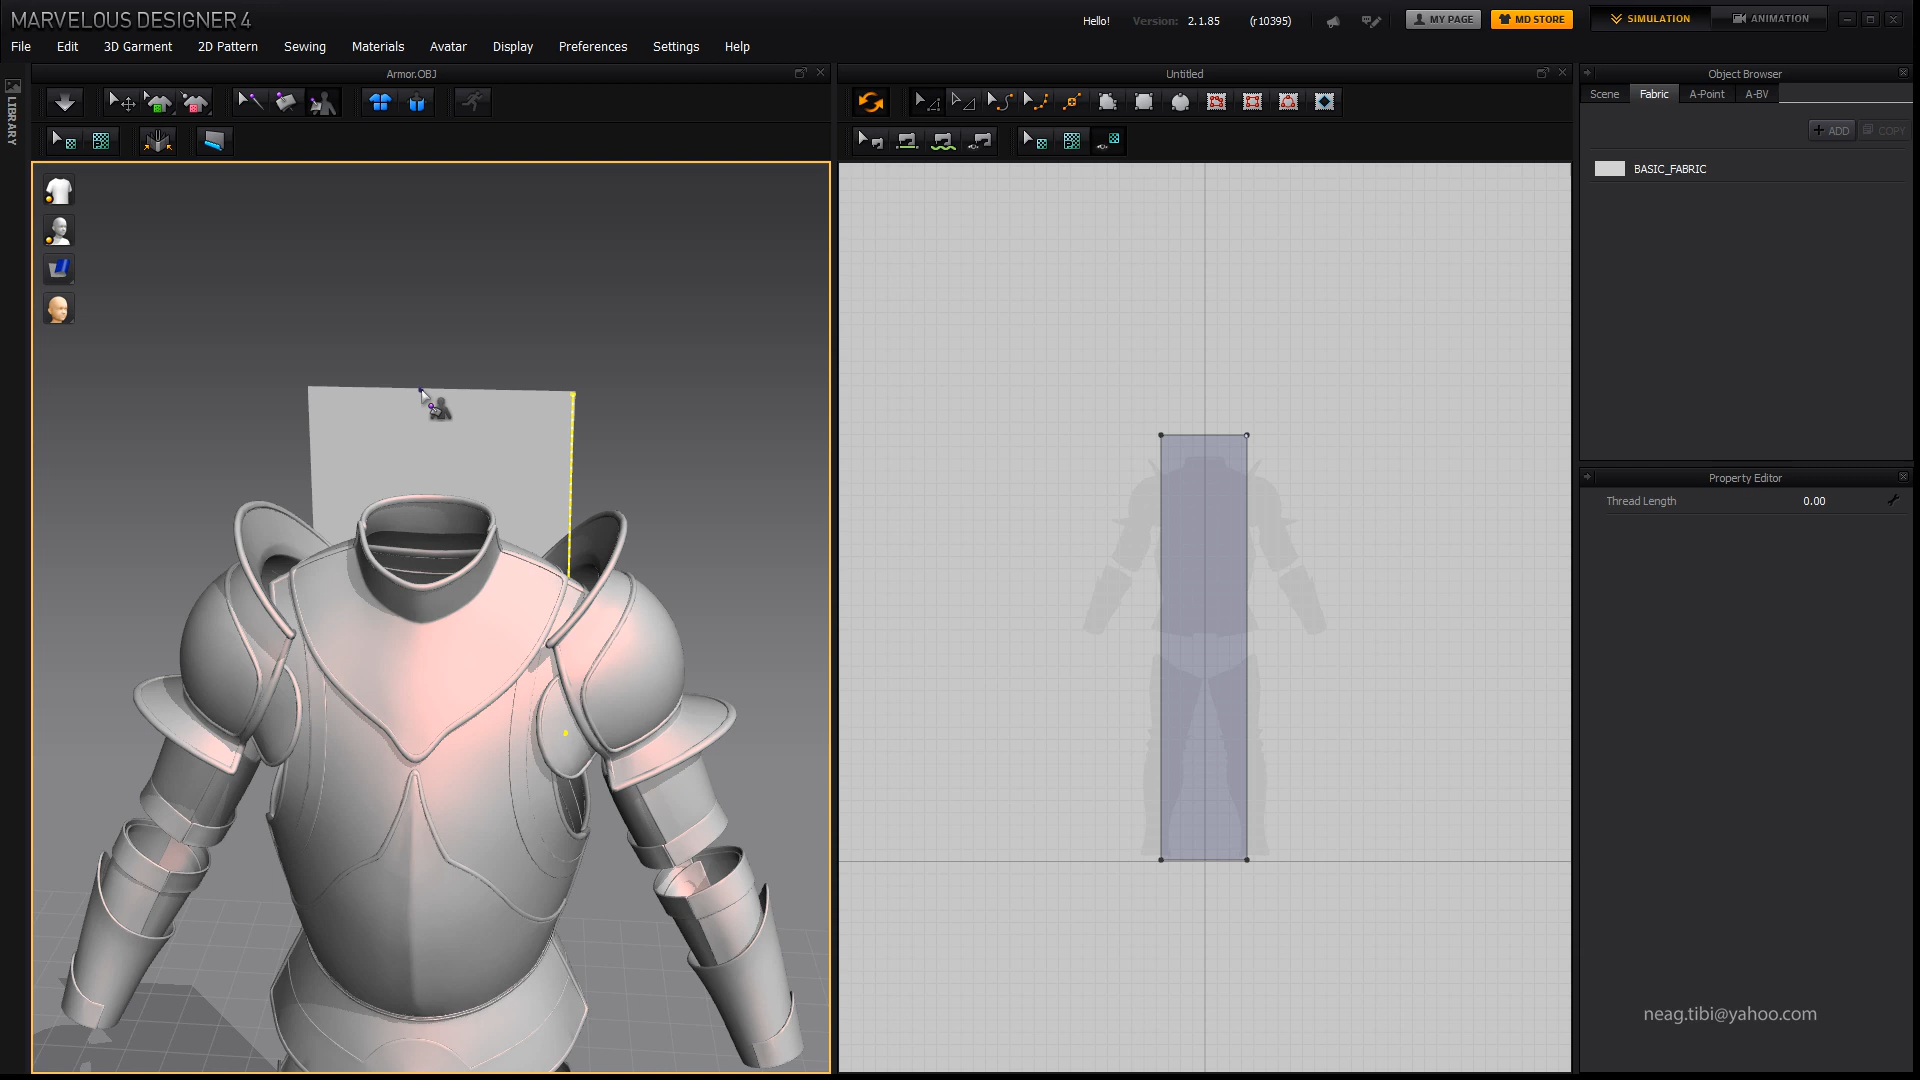 MARVELOUS DESIGNER 4
Hello! Version: 2.1.85 (r10395) MY PAGE MD STORE SIMULATION ANIMATION
File Edit 3D Garment 2D Pattern Sewing Materials Avatar Display Preferences Settings Help
LIBRARY
Armor.OBJ
Untitled
Object Browser
Scene Fabric A-Point A-BV
+ ADD COPY
BASIC_FABRIC
Property Editor
Thread Length 0.00
neag.tibi@yahoo.com